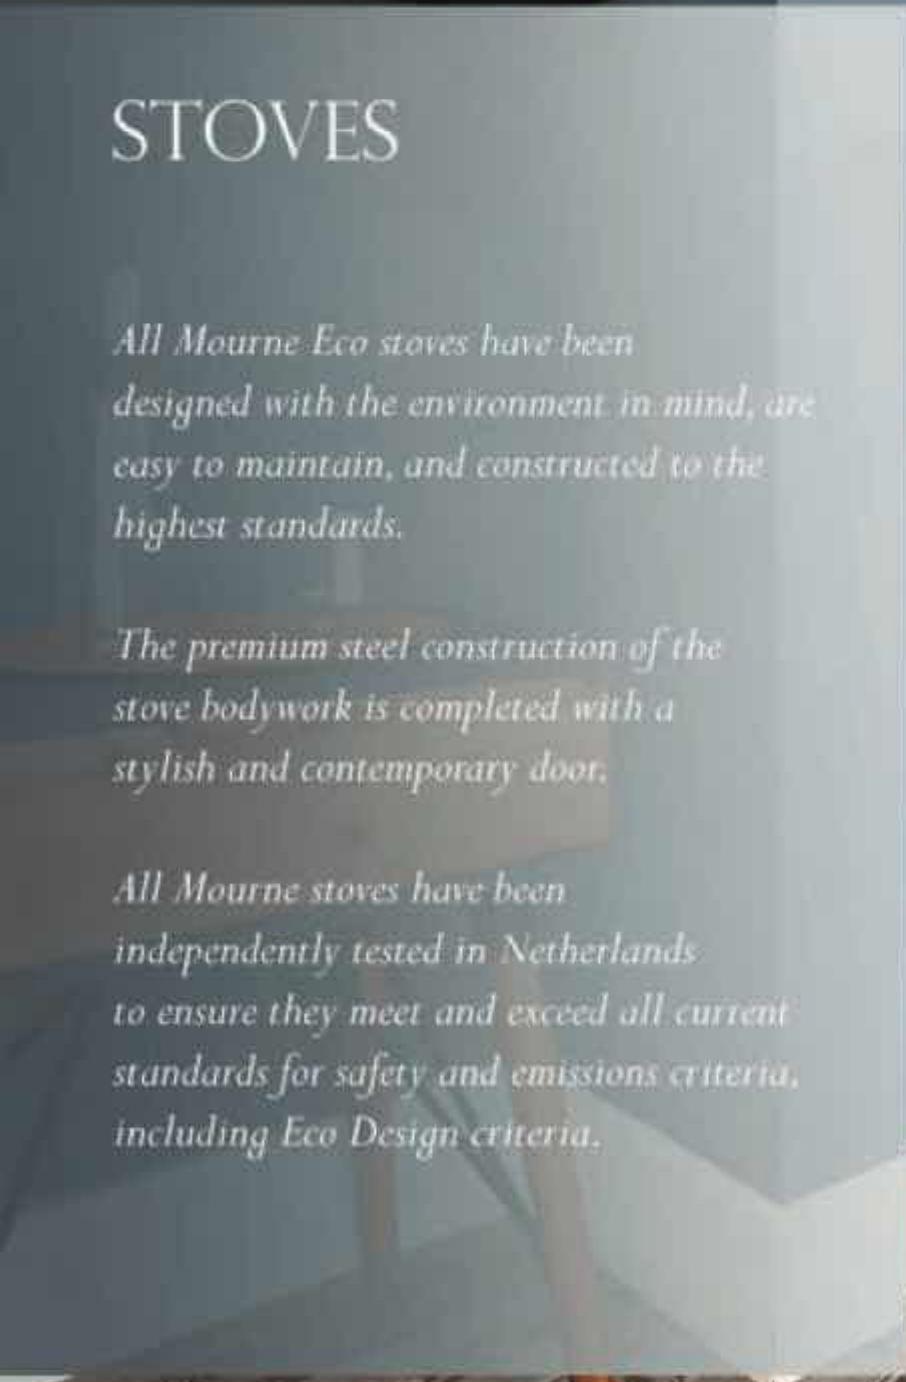 STOVES
All Mourne Eco stoves have been
designed with the environment in mind, are
easy to maintain, and constructed to the
highest standards.
The premium steel construction of the
stove bodywork is completed with a
stylish and contemporary door.
All Mourne stoves have been
independently tested in Netherlands
to ensure they meet and exceed all current
standards for safety and emissions criteria,
including Eco Design criteria.